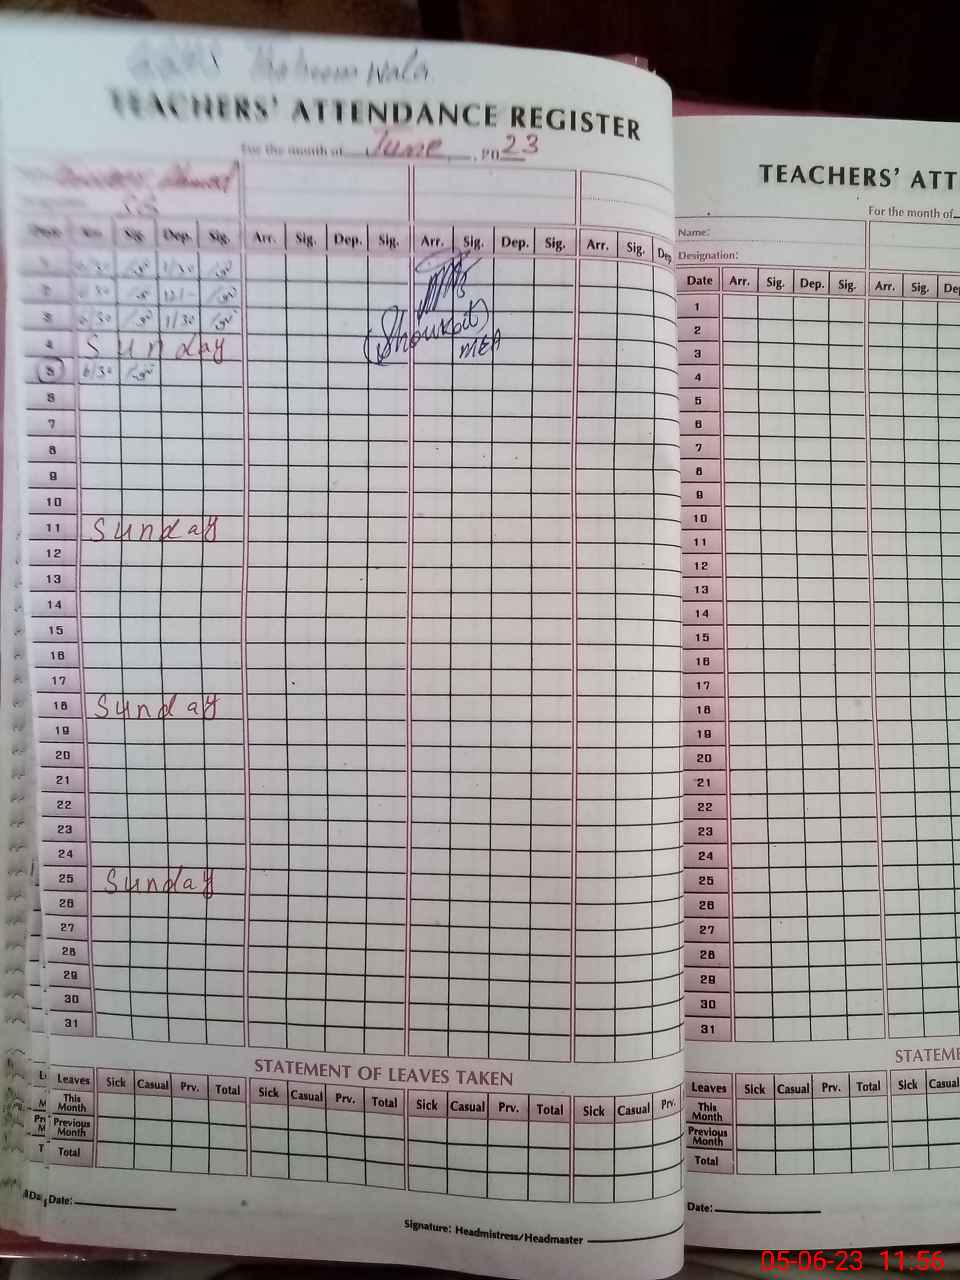 Wala
TEACHERS' ATTENDANCE REGISTER
For the month of June, 2023
Arr. Sig. Dep. Sig. Arr. Sig. Dep. Sig. Arr. Sig. Dep
Dep. Sig.
1 6/30 1/30
2 6/30 12/-
3 6/30 1/30
(Showkat)
MEA
4 Sunday
5 6/30
6
7
8
9
10
11 Sunday
12
13
14
15
16
17
18 Sunday
19
20
21
22
23
24
25 Sunday
26
27
28
29
30
31
STATEMENT OF LEAVES TAKEN
Leaves Sick Casual Prv. Total Sick Casual Prv. Total Sick Casual Prv. Total Sick Casual Prv.
This Month
Previous Month
Total
Date:
Signature: Headmistress/Headmaster
TEACHERS' ATT
For the month of
Name:
Designation:
Date Arr. Sig. Dep. Sig. Arr. Sig. De
1
2
3
4
5
6
7
8
9
10
11
12
13
14
15
16
17
18
19
20
21
22
23
24
25
26
27
28
29
30
31
STATEME
Leaves Sick Casual Prv. Total Sick Casual
This Month
Previous Month
Total
Date:
05-06-23 11:56